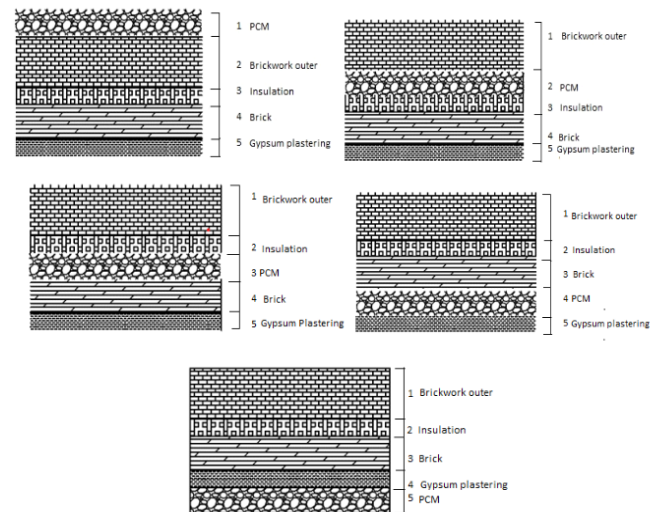 1 PCM
2 Brickwork outer
3 Insulation
4 Brick
5 Gypsum plastering
1 Brickwork outer
2 PCM
3 Insulation
4 Brick
5 Gypsum plastering
1 Brickwork outer
2 Insulation
3 PCM
4 Brick
5 Gypsum Plastering
1 Brickwork outer
2 Insulation
3 Brick
4 PCM
5 Gypsum plastering
1 Brickwork outer
2 Insulation
3 Brick
4 Gypsum plastering
5 PCM